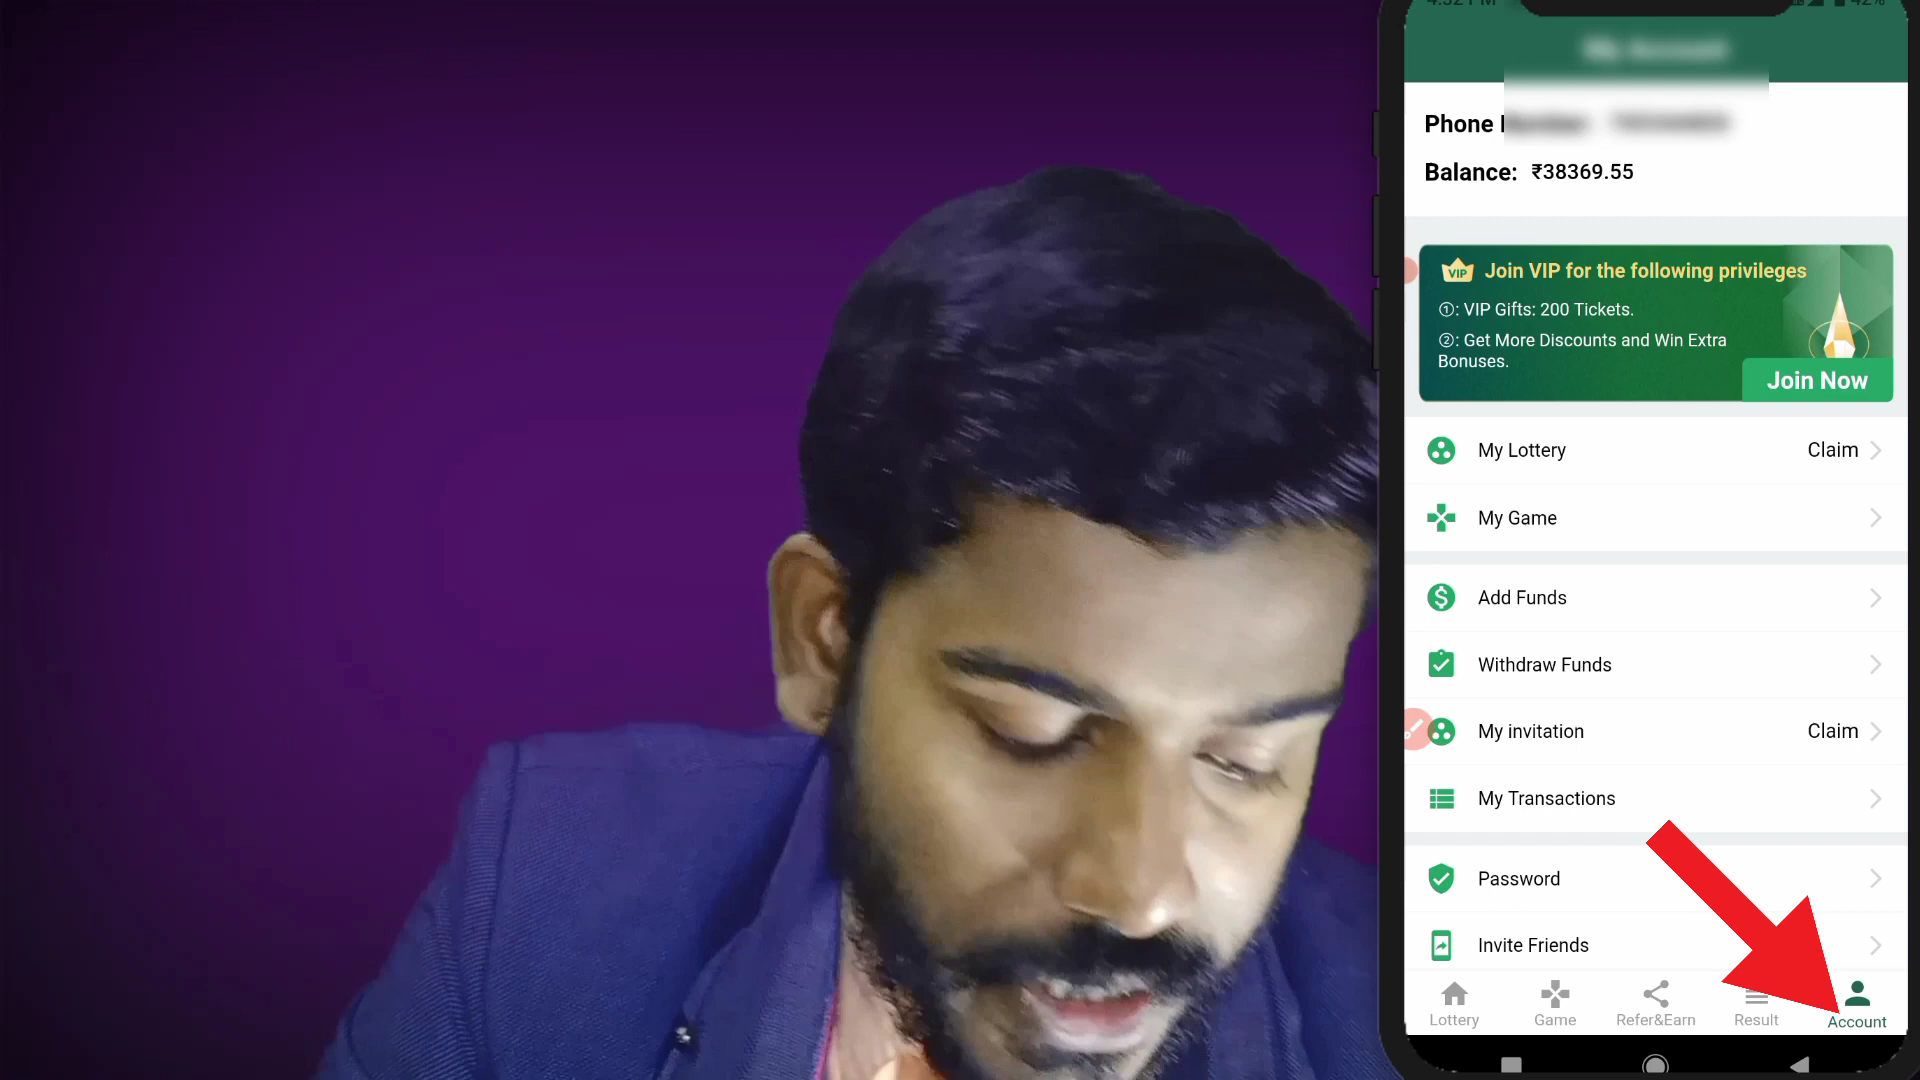 Phone
Balance: ₹38369.55
VIP Join VIP for the following privileges
①: VIP Gifts: 200 Tickets.
②: Get More Discounts and Win Extra
Bonuses.
Join Now
My Lottery Claim
My Game
Add Funds
Withdraw Funds
My invitation Claim
My Transactions
Password
Invite Friends
Lottery Game Refer&Earn Result Account